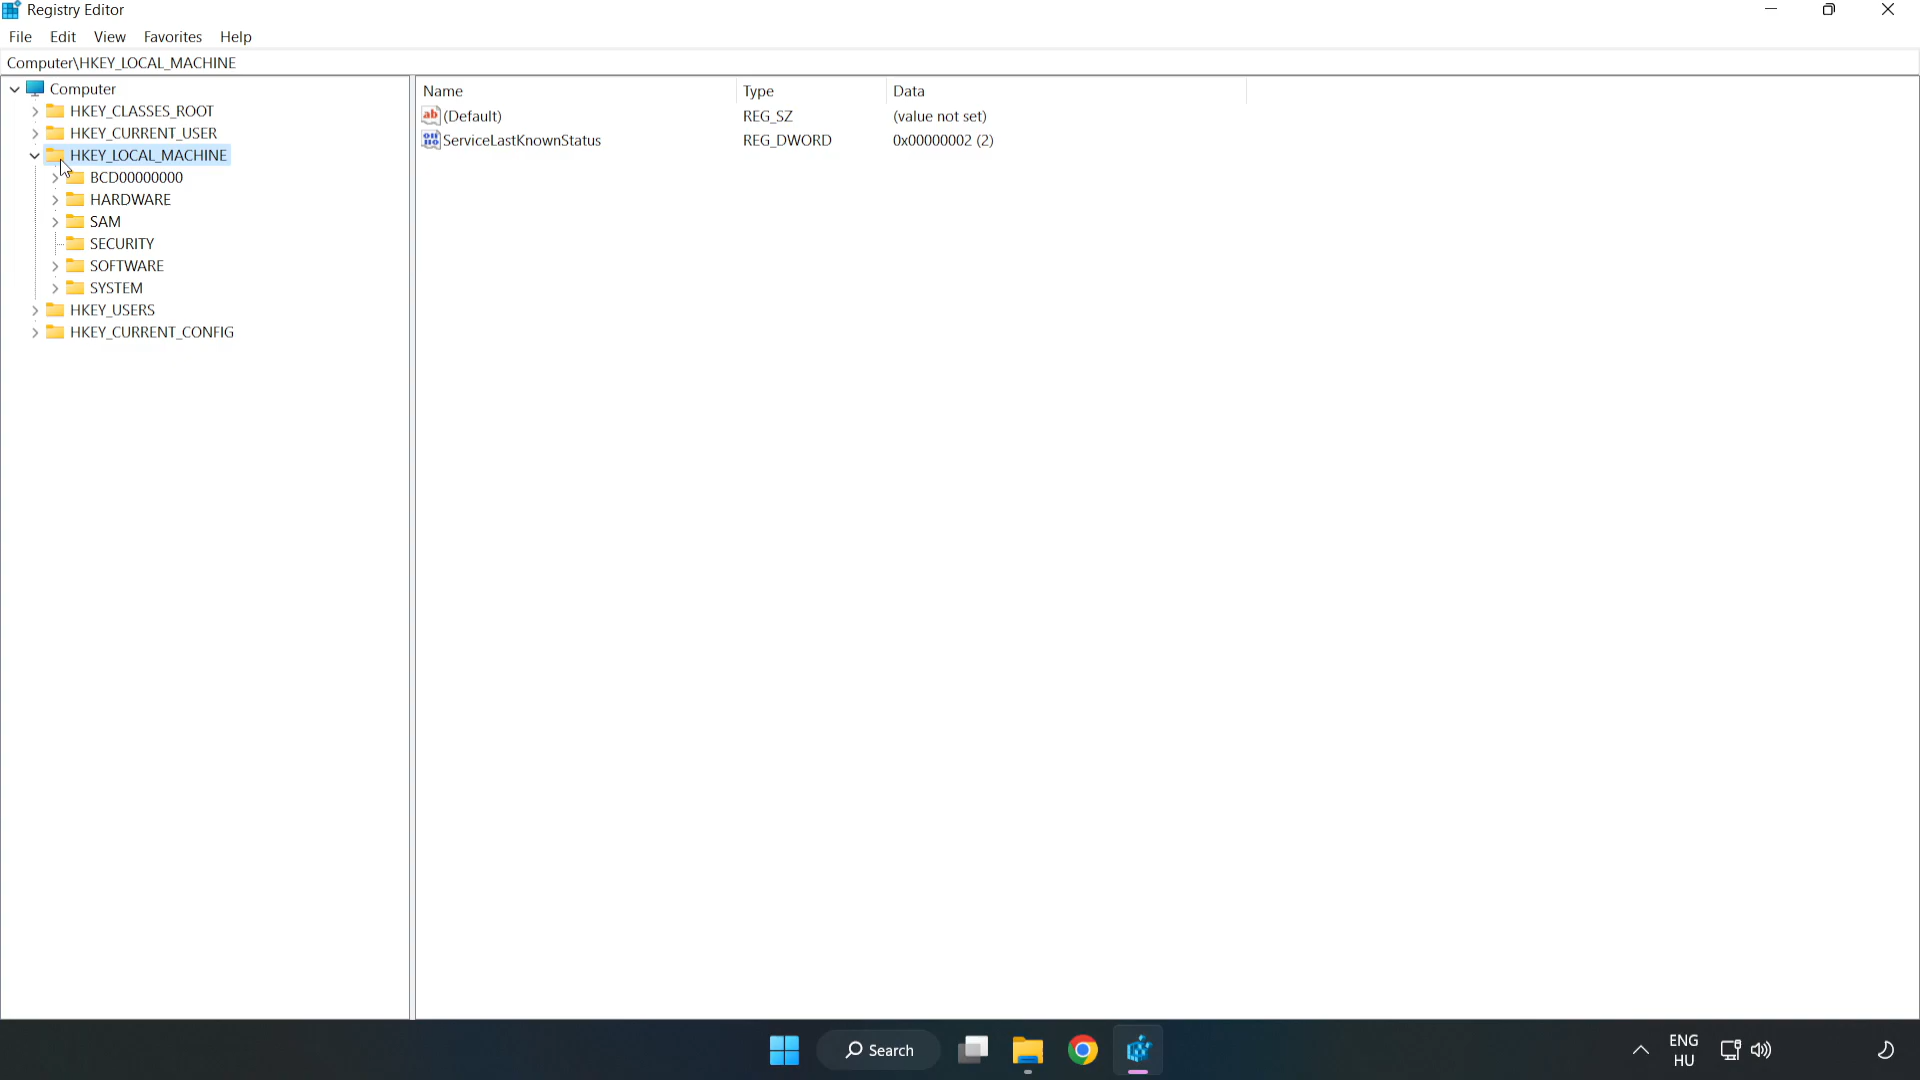 Registry Editor
File Edit View Favorites Help
Computer\HKEY_LOCAL_MACHINE
Computer
HKEY_CLASSES_ROOT
HKEY_CURRENT_USER
HKEY_LOCAL_MACHINE
BCD00000000
HARDWARE
SAM
SECURITY
SOFTWARE
SYSTEM
HKEY_USERS
HKEY_CURRENT_CONFIG
Name Type Data
ab (Default) REG_SZ (value not set)
ServiceLastKnownStatus REG_DWORD 0x00000002 (2)
Search
ENG
HU